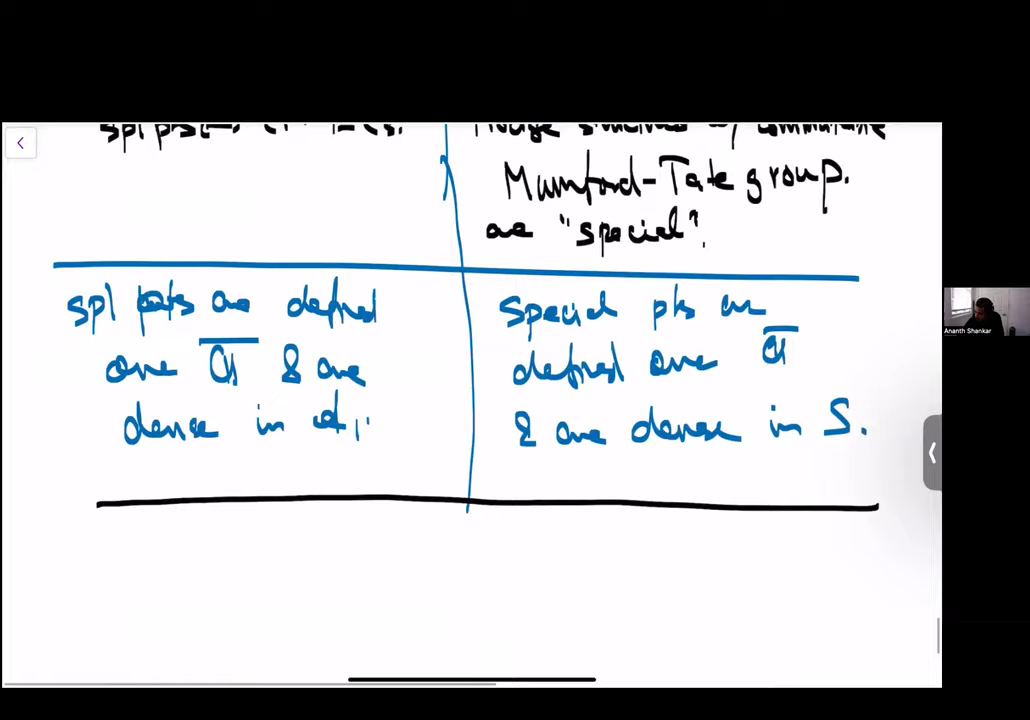 Mumford-Tate group.
are "special".
spl pts are defined
over Q̅ & are
dense in A₁.
special pts are
defined over Q̅
& are dense in S.
Ananth Shankar